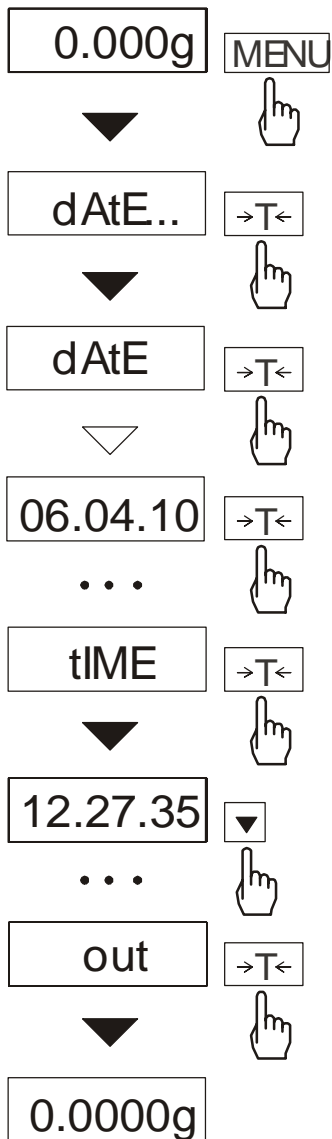 0.000g MENU
dAtE.. →T←
dAtE →T←
06.04.10 →T←
• • •
tIME →T←
12.27.35 ▼
• • •
out →T←
0.0000g